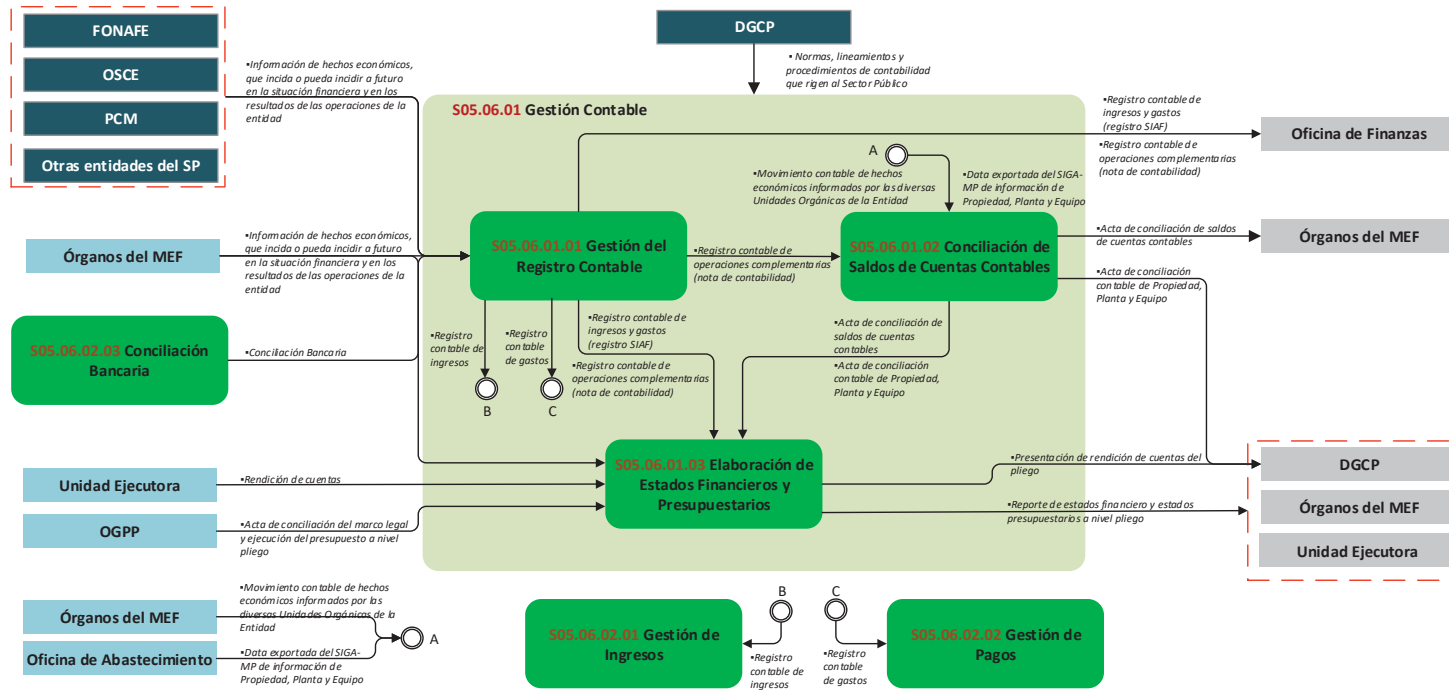 FONAFE
OSCE
PCM
Otras entidades del SP
▪Información de hechos económicos,
que incida o pueda incidir a futuro
en la situación financiera y en los
resultados de las operaciones de la
entidad
DGCP
▪ Normas, lineamientos y
procedimientos de contabilidad
que rigen al Sector Público
S05.06.01 Gestión Contable
▪Registro contable de
ingresos y gastos
(registro SIAF)
▪Registro contable de
operaciones complementarias
(nota de contabilidad)
Oficina de Finanzas
A
▪Movimiento contable de hechos
económicos informados por las diversas
Unidades Orgánicas de la Entidad
▪Data exportada del SIGA-
MP de información de
Propiedad, Planta y Equipo
Órganos del MEF
▪Información de hechos económicos,
que incida o pueda incidir a futuro
en la situación financiera y en los
resultados de las operaciones de la
entidad
S05.06.01.01 Gestión del
Registro Contable
▪Registro contable de
operaciones complementarias
(nota de contabilidad)
S05.06.01.02 Conciliación de
Saldos de Cuentas Contables
▪Acta de conciliación de saldos
de cuentas contables
Órganos del MEF
▪Acta de conciliación
contable de Propiedad,
Planta y Equipo
S05.06.02.03 Conciliación
Bancaria
▪Conciliación Bancaria
▪Registro
contable de
ingresos
B
▪Registro
contable
de gastos
C
▪Registro contable de
ingresos y gastos
(registro SIAF)
▪Registro contable de
operaciones complementarias
(nota de contabilidad)
▪Acta de conciliación de
saldos de cuentas
contables
▪Acta de conciliación
contable de Propiedad,
Planta y Equipo
Unidad Ejecutora
▪Rendición de cuentas
OGPP
▪Acta de conciliación del marco legal
y ejecución del presupuesto a nivel
pliego
S05.06.01.03 Elaboración de
Estados Financieros y
Presupuestarios
▪Presentación de rendición de cuentas del
pliego
▪Reporte de estados financiero y estados
presupuestarios a nivel pliego
DGCP
Órganos del MEF
Unidad Ejecutora
Órganos del MEF
▪Movimiento contable de hechos
económicos informados por las
diversas Unidades Orgánicas de la
Entidad
Oficina de Abastecimiento
▪Data exportada del SIGA-
MP de información de
Propiedad, Planta y Equipo
A
S05.06.02.01 Gestión de
Ingresos
B
▪Registro
contable de
ingresos
C
▪Registro
contable
de gastos
S05.06.02.02 Gestión de
Pagos